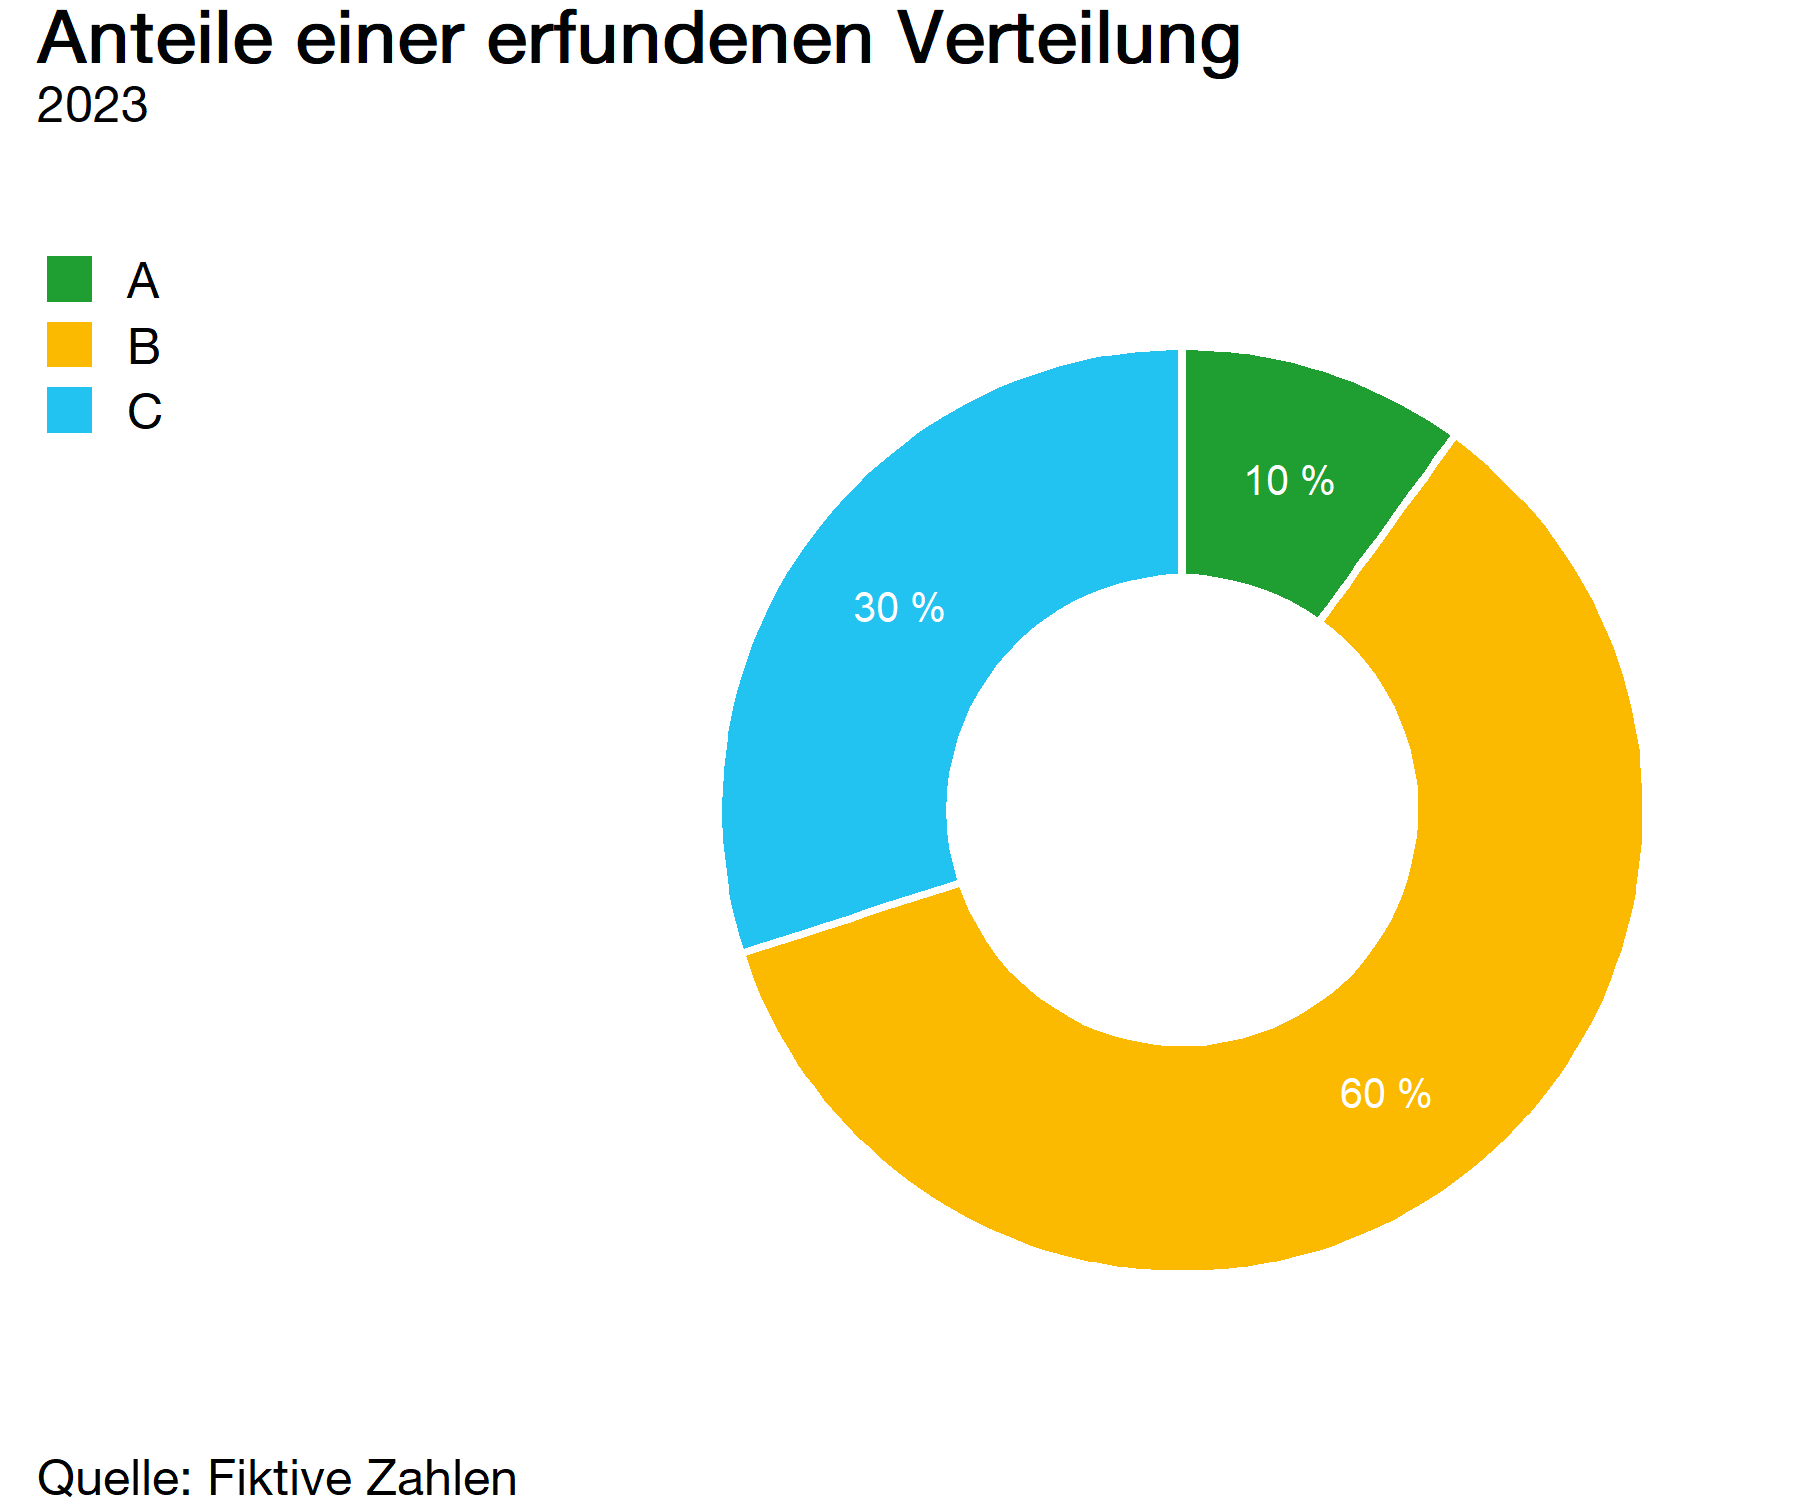 Anteile einer erfundenen Verteilung
2023
A
B
C
10 %
30 %
60 %
Quelle: Fiktive Zahlen